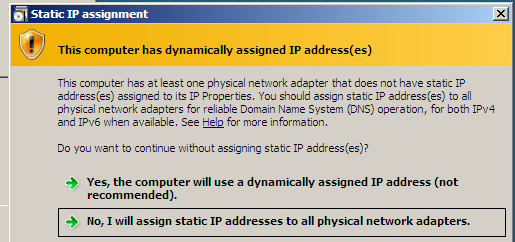 Static IP assignment
This computer has dynamically assigned IP address(es)
This computer has at least one physical network adapter that does not have static IP
address(es) assigned to its IP Properties. You should assign static IP address(es) to all
physical network adapters for reliable Domain Name System (DNS) operation, for both IPv4
and IPv6 when available. See Help for more information.
Do you want to continue without assigning static IP address(es)?
Yes, the computer will use a dynamically assigned IP address (not
recommended).
No, I will assign static IP addresses to all physical network adapters.